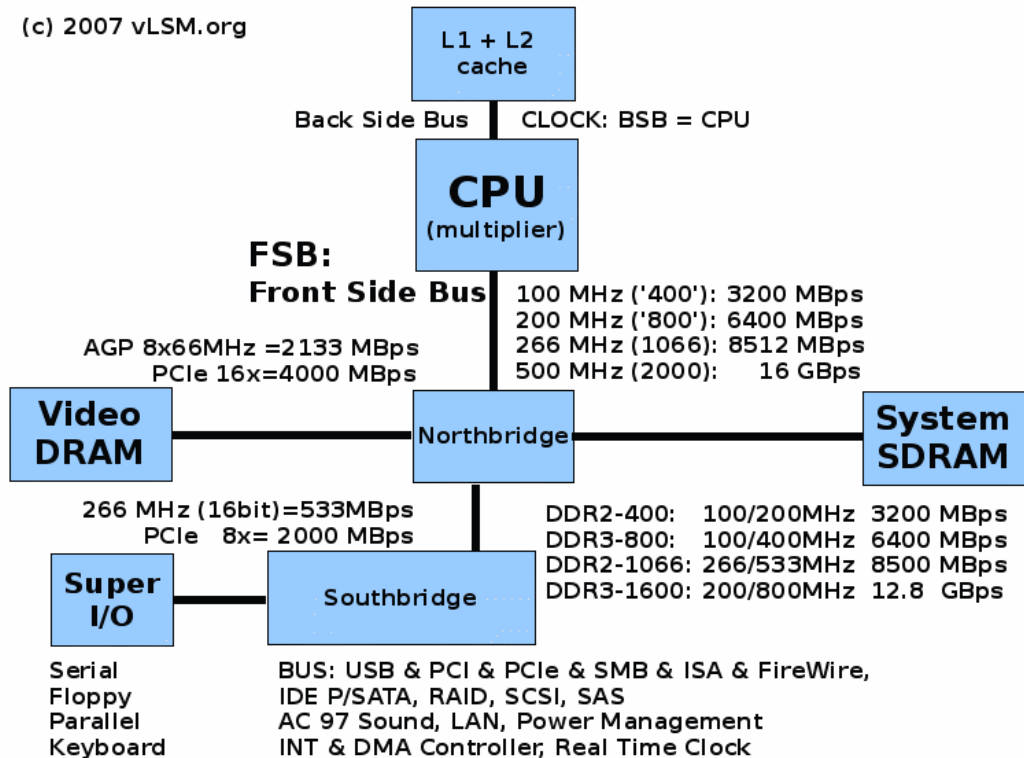 (c) 2007 vLSM.org
L1 + L2
cache
Back Side Bus
CLOCK: BSB = CPU
CPU
(multiplier)
FSB:
Front Side Bus
100 MHz ('400'): 3200 MBps
200 MHz ('800'): 6400 MBps
266 MHz (1066): 8512 MBps
500 MHz (2000): 16 GBps
AGP 8x66MHz =2133 MBps
PCIe 16x=4000 MBps
Video
DRAM
Northbridge
System
SDRAM
266 MHz (16bit)=533MBps
PCIe 8x= 2000 MBps
DDR2-400: 100/200MHz 3200 MBps
DDR3-800: 100/400MHz 6400 MBps
DDR2-1066: 266/533MHz 8500 MBps
DDR3-1600: 200/800MHz 12.8 GBps
Super
I/O
Southbridge
Serial
Floppy
Parallel
Keyboard
BUS: USB & PCI & PCIe & SMB & ISA & FireWire,
IDE P/SATA, RAID, SCSI, SAS
AC 97 Sound, LAN, Power Management
INT & DMA Controller, Real Time Clock